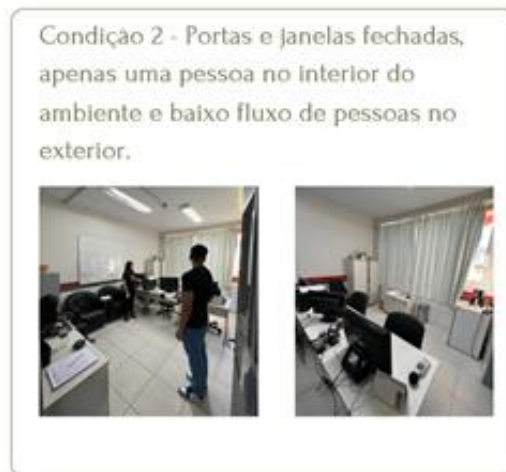 Condição 2 - Portas e janelas fechadas,
apenas uma pessoa no interior do
ambiente e baixo fluxo de pessoas no
exterior.